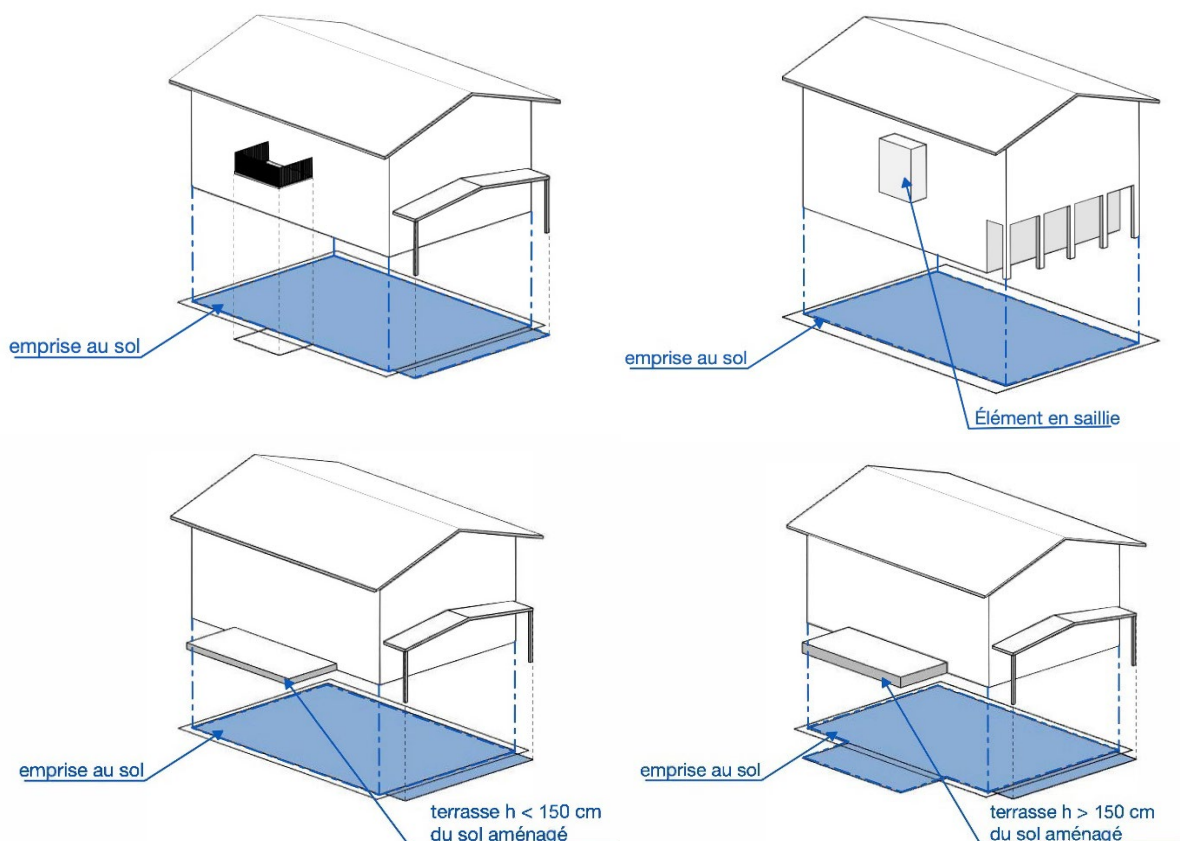 emprise au sol
emprise au sol
Élément en saillie
emprise au sol
terrasse h < 150 cm
du sol aménagé
emprise au sol
terrasse h > 150 cm
du sol aménagé